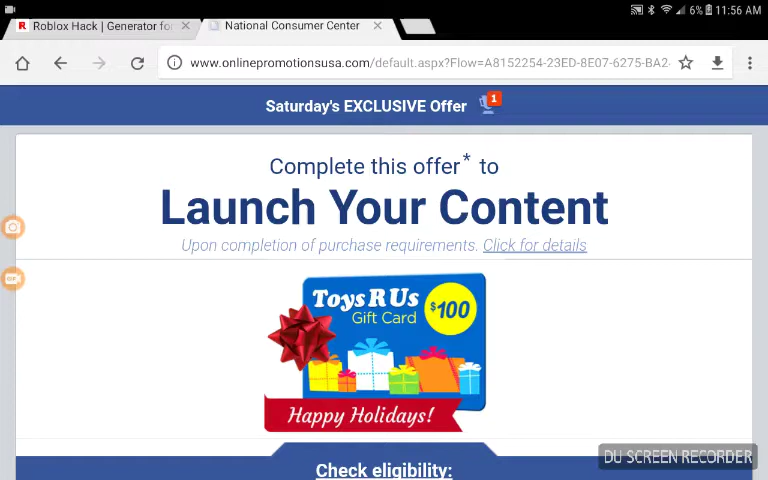 6% 11:56 AM
R Roblox Hack | Generator for
National Consumer Center
www.onlinepromotionsusa.com/default.aspx?Flow=A8152254-23ED-8E07-6275-BA2-
Saturday's EXCLUSIVE Offer 1
Complete this offer* to
Launch Your Content
Upon completion of purchase requirements. Click for details
Toys R Us
Gift Card
$100
Happy Holidays!
GIF
DU SCREEN RECORDER
Check eligibility: